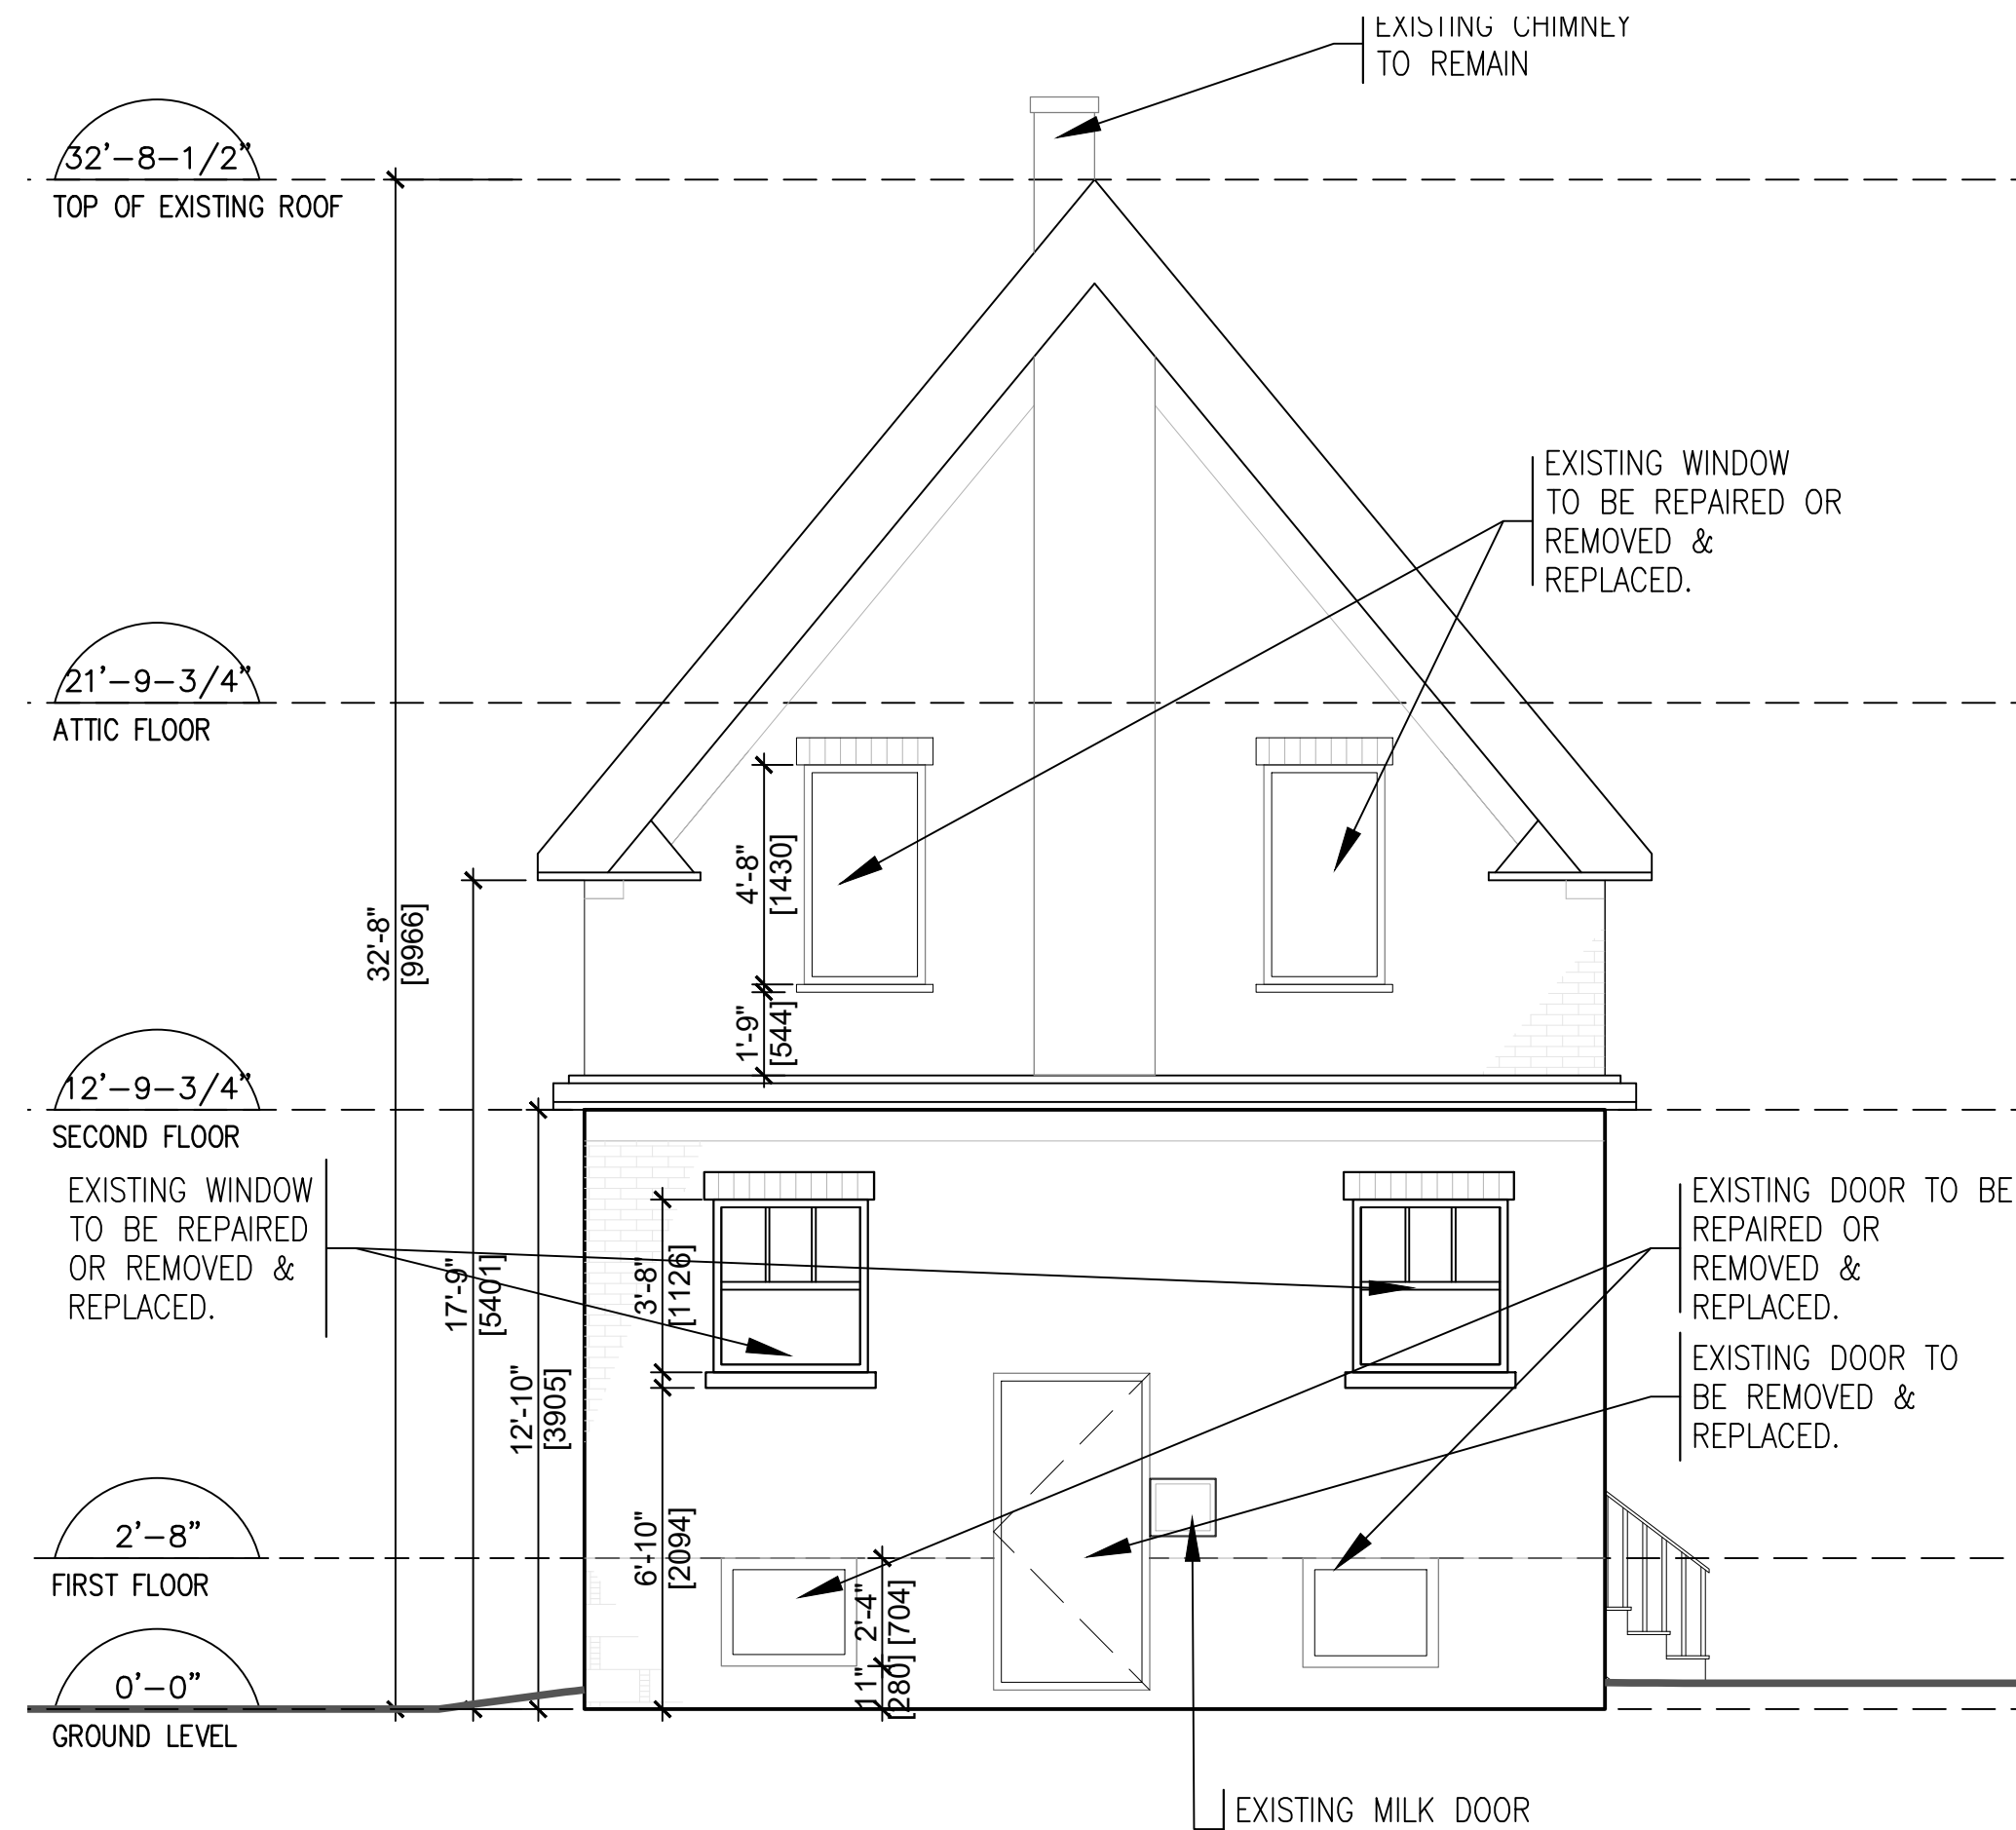 EXISTING CHIMNEY
TO REMAIN
32'-8-1/2"
TOP OF EXISTING ROOF
EXISTING WINDOW
TO BE REPAIRED OR
REMOVED &
REPLACED.
21'-9-3/4"
ATTIC FLOOR
4'-8"
[1430]
32'-8"
[9966]
1'-9"
[544]
12'-9-3/4"
SECOND FLOOR
EXISTING WINDOW
TO BE REPAIRED
OR REMOVED &
REPLACED.
17'-9"
[5401]
12'-10"
[3905]
3'-8"
[1126]
6'-10"
[2094]
EXISTING DOOR TO BE
REPAIRED OR
REMOVED &
REPLACED.
EXISTING DOOR TO
BE REMOVED &
REPLACED.
2'-8"
FIRST FLOOR
2'-4"
[704]
11"
[280]
0'-0"
GROUND LEVEL
EXISTING MILK DOOR